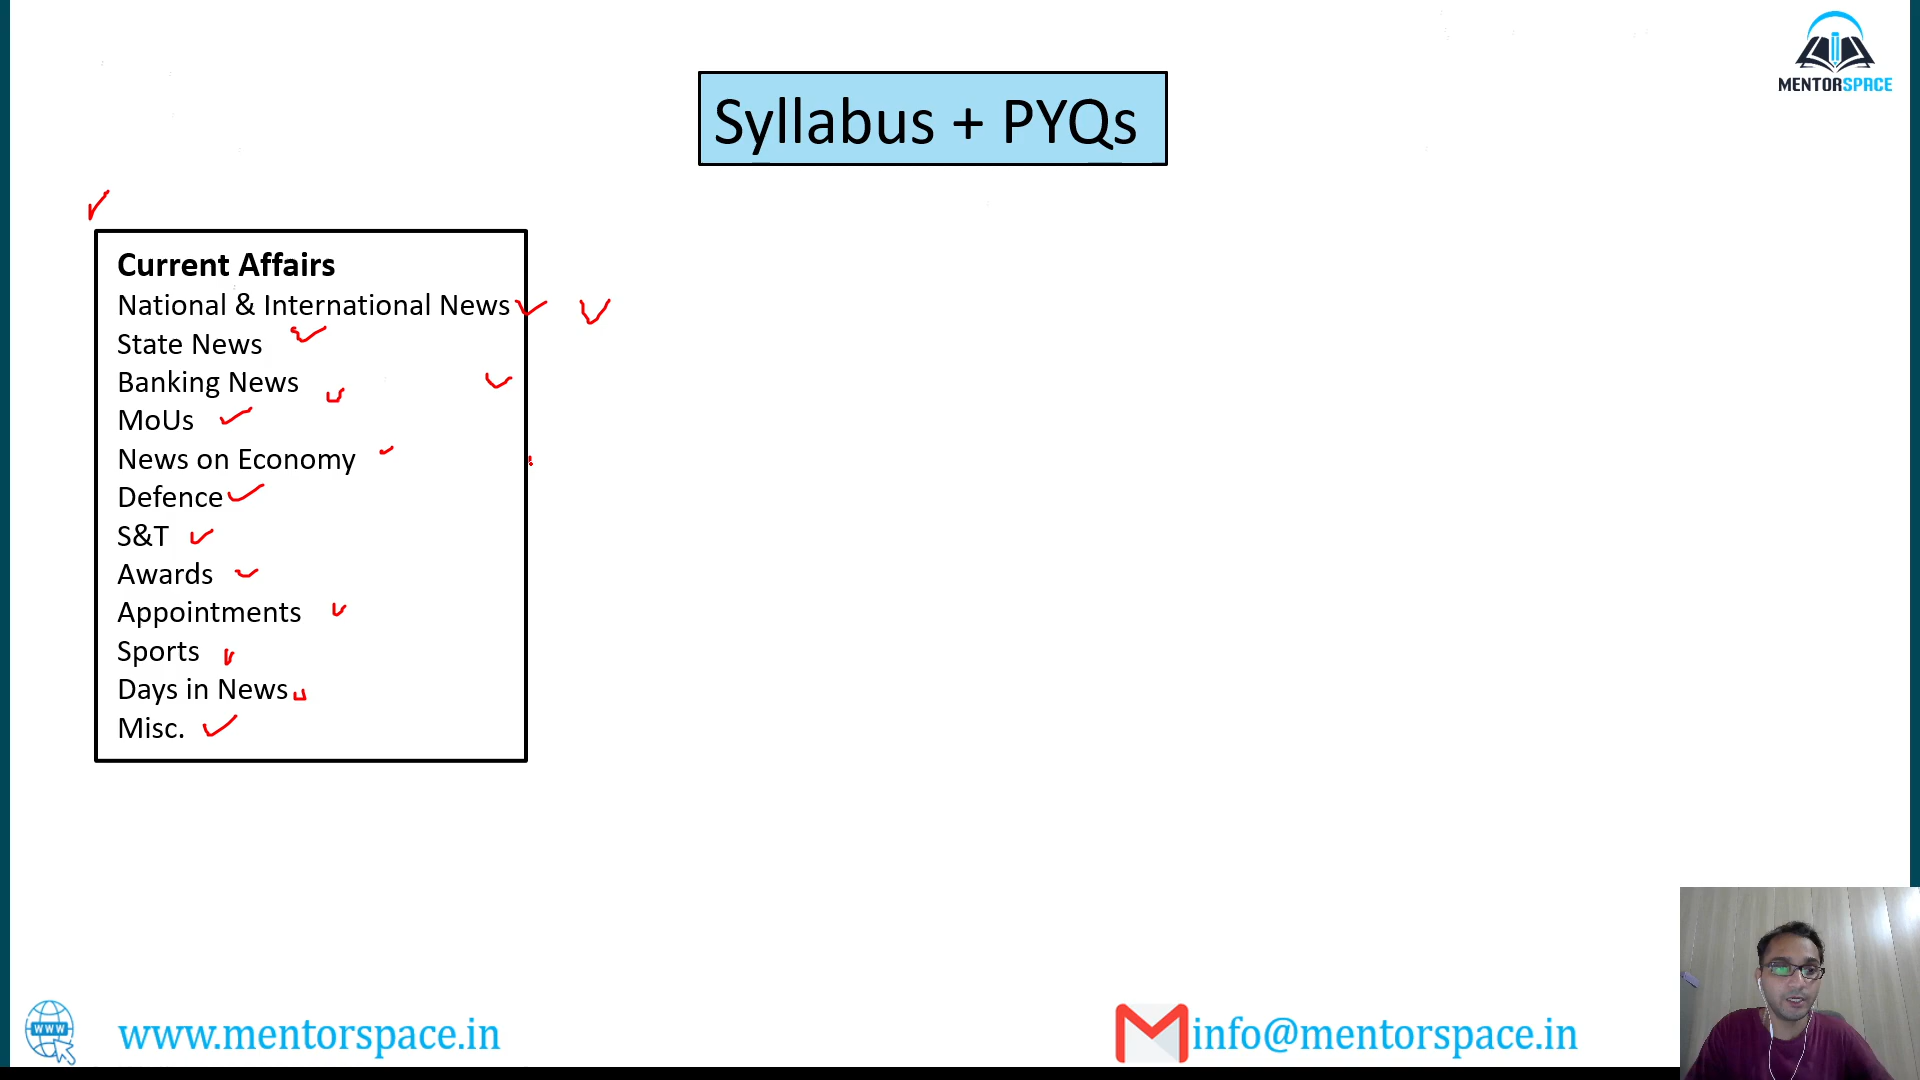 MENTORSPACE
Syllabus + PYQs
Current Affairs
National & International News
State News
Banking News
MoUs
News on Economy
Defence
S&T
Awards
Appointments
Sports
Days in News
Misc.
WWW
www.mentorspace.in
info@mentorspace.in